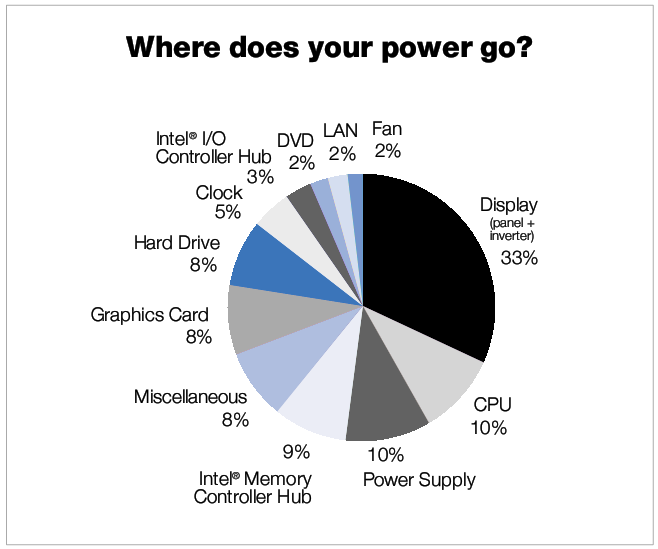 Where does your power go?
Fan
2%
Display
(panel +
inverter)
33%
CPU
10%
10%
Power Supply
9%
Intel® Memory
Controller Hub
Miscellaneous
8%
Graphics Card
8%
Hard Drive
8%
Clock
5%
Intel® I/O
Controller Hub
3%
DVD
2%
LAN
2%